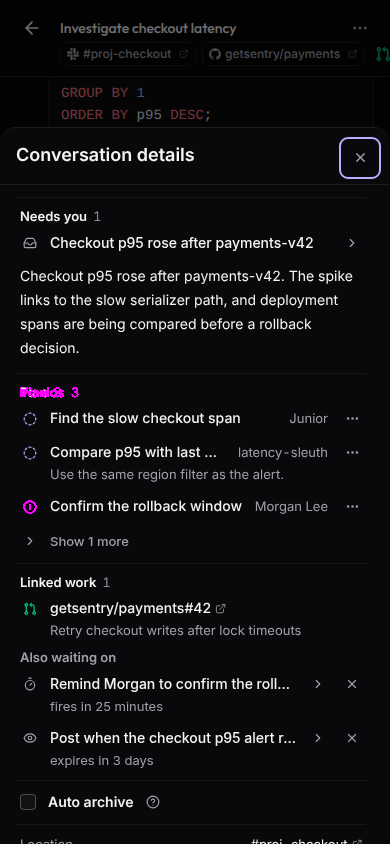 Investigate checkout latency
#proj-checkout getsentry/payments
GROUP BY 1
ORDER BY p95 DESC;
Conversation details
Needs you 1
Checkout p95 rose after payments-v42
Checkout p95 rose after payments-v42. The spike
links to the slow serializer path, and deployment
spans are being compared before a rollback
decision.
3
Find the slow checkout span Junior
Compare p95 with last ... latency-sleuth
Use the same region filter as the alert.
Confirm the rollback window Morgan Lee
Show 1 more
Linked work 1
getsentry/payments#42
Retry checkout writes after lock timeouts
Also waiting on
Remind Morgan to confirm the roll...
fires in 25 minutes
Post when the checkout p95 alert r...
expires in 3 days
Auto archive
Location #proj-checkout